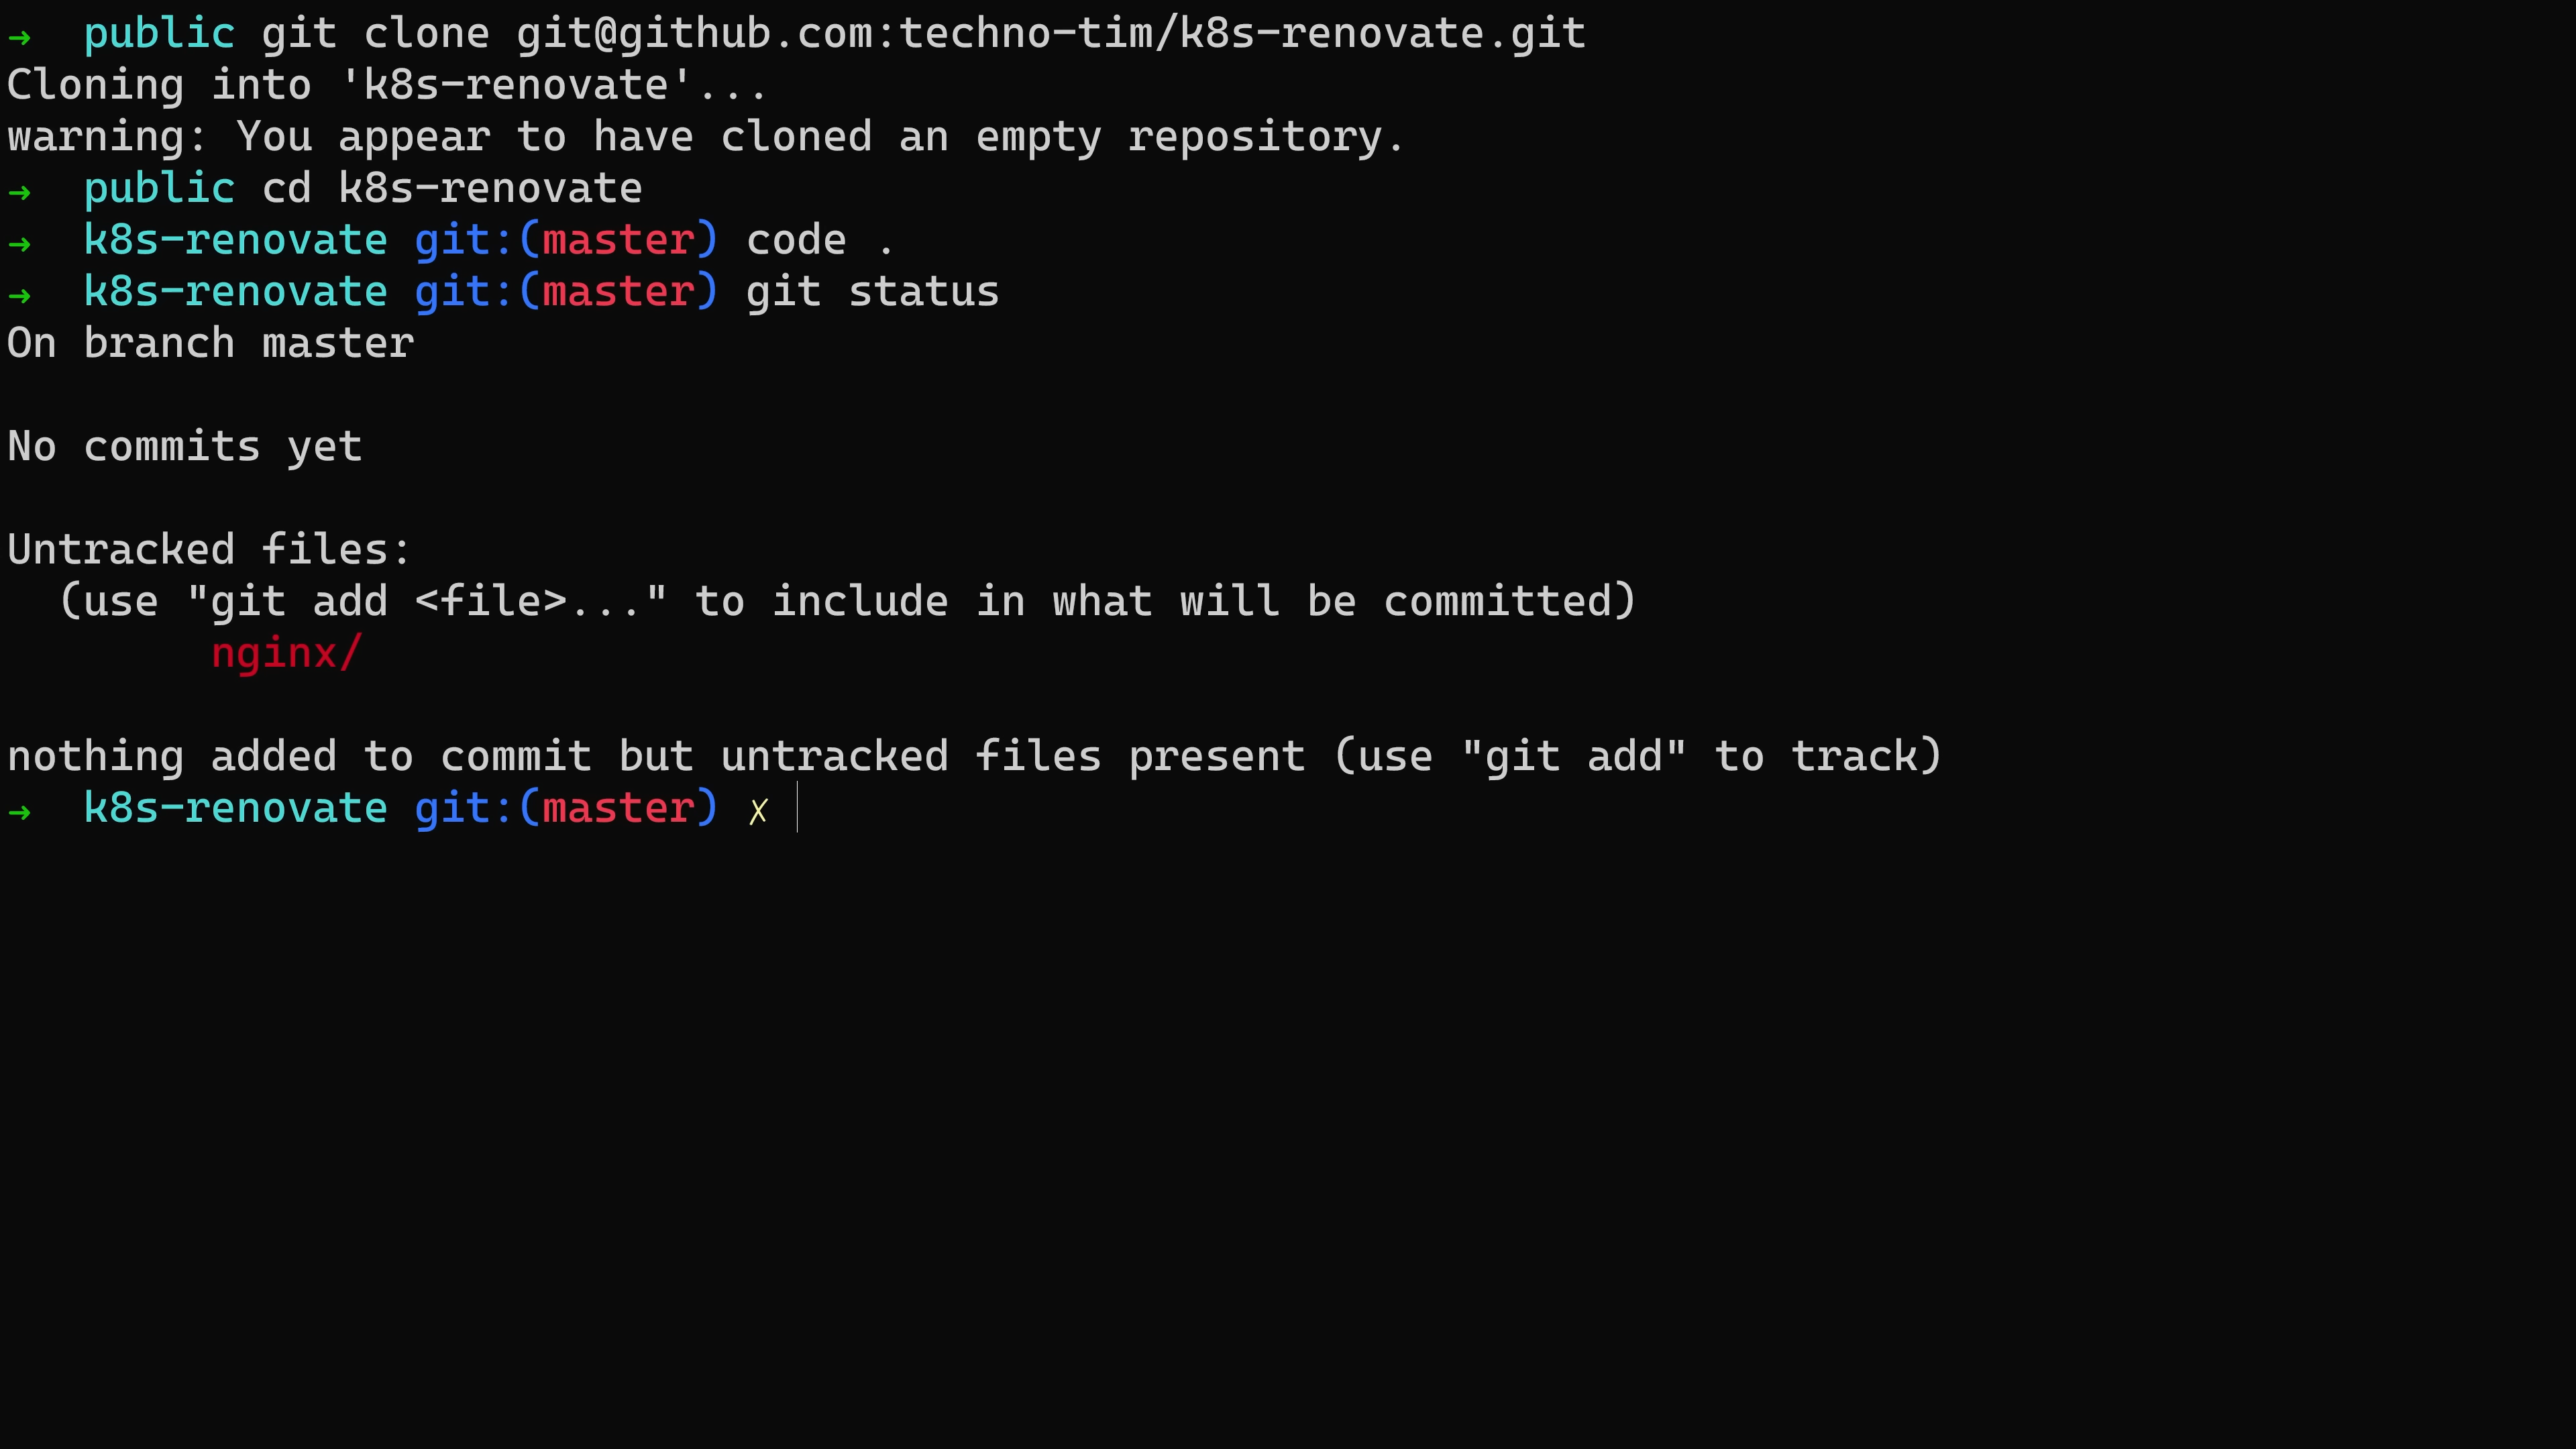 → public git clone git@github.com:techno-tim/k8s-renovate.git
Cloning into 'k8s-renovate'...
warning: You appear to have cloned an empty repository.
→ public cd k8s-renovate
→ k8s-renovate git:(master) code .
→ k8s-renovate git:(master) git status
On branch master
No commits yet
Untracked files:
(use "git add <file>..." to include in what will be committed)
nginx/
nothing added to commit but untracked files present (use "git add" to track)
→ k8s-renovate git:(master) ✗